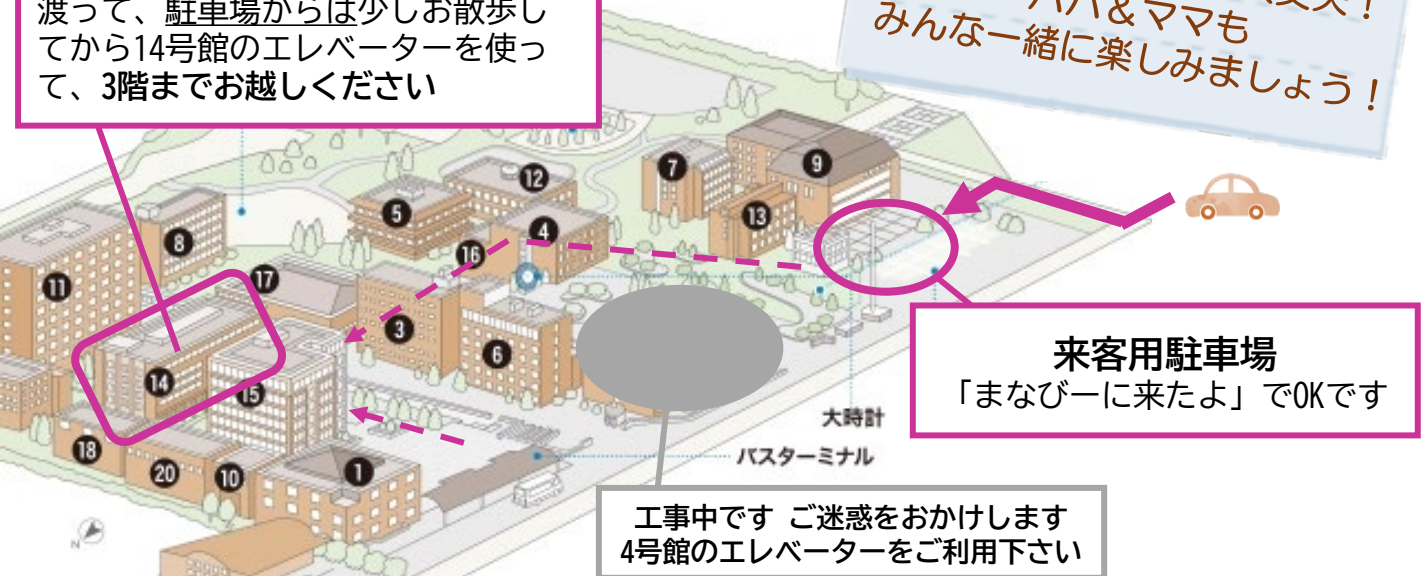 渡って、駐車場からは少しお散歩し
てから14号館のエレベーターを使っ
て、3階までお越しください
パパ&ママも
みんな一緒に楽しみましょう！
7
9
12
5
13
4
8
16
11
17
3
6
14
15
来客用駐車場
「まなびーに来たよ」でOKです
大時計
バスターミナル
18
20
10
1
N
工事中です ご迷惑をおかけします
4号館のエレベーターをご利用下さい